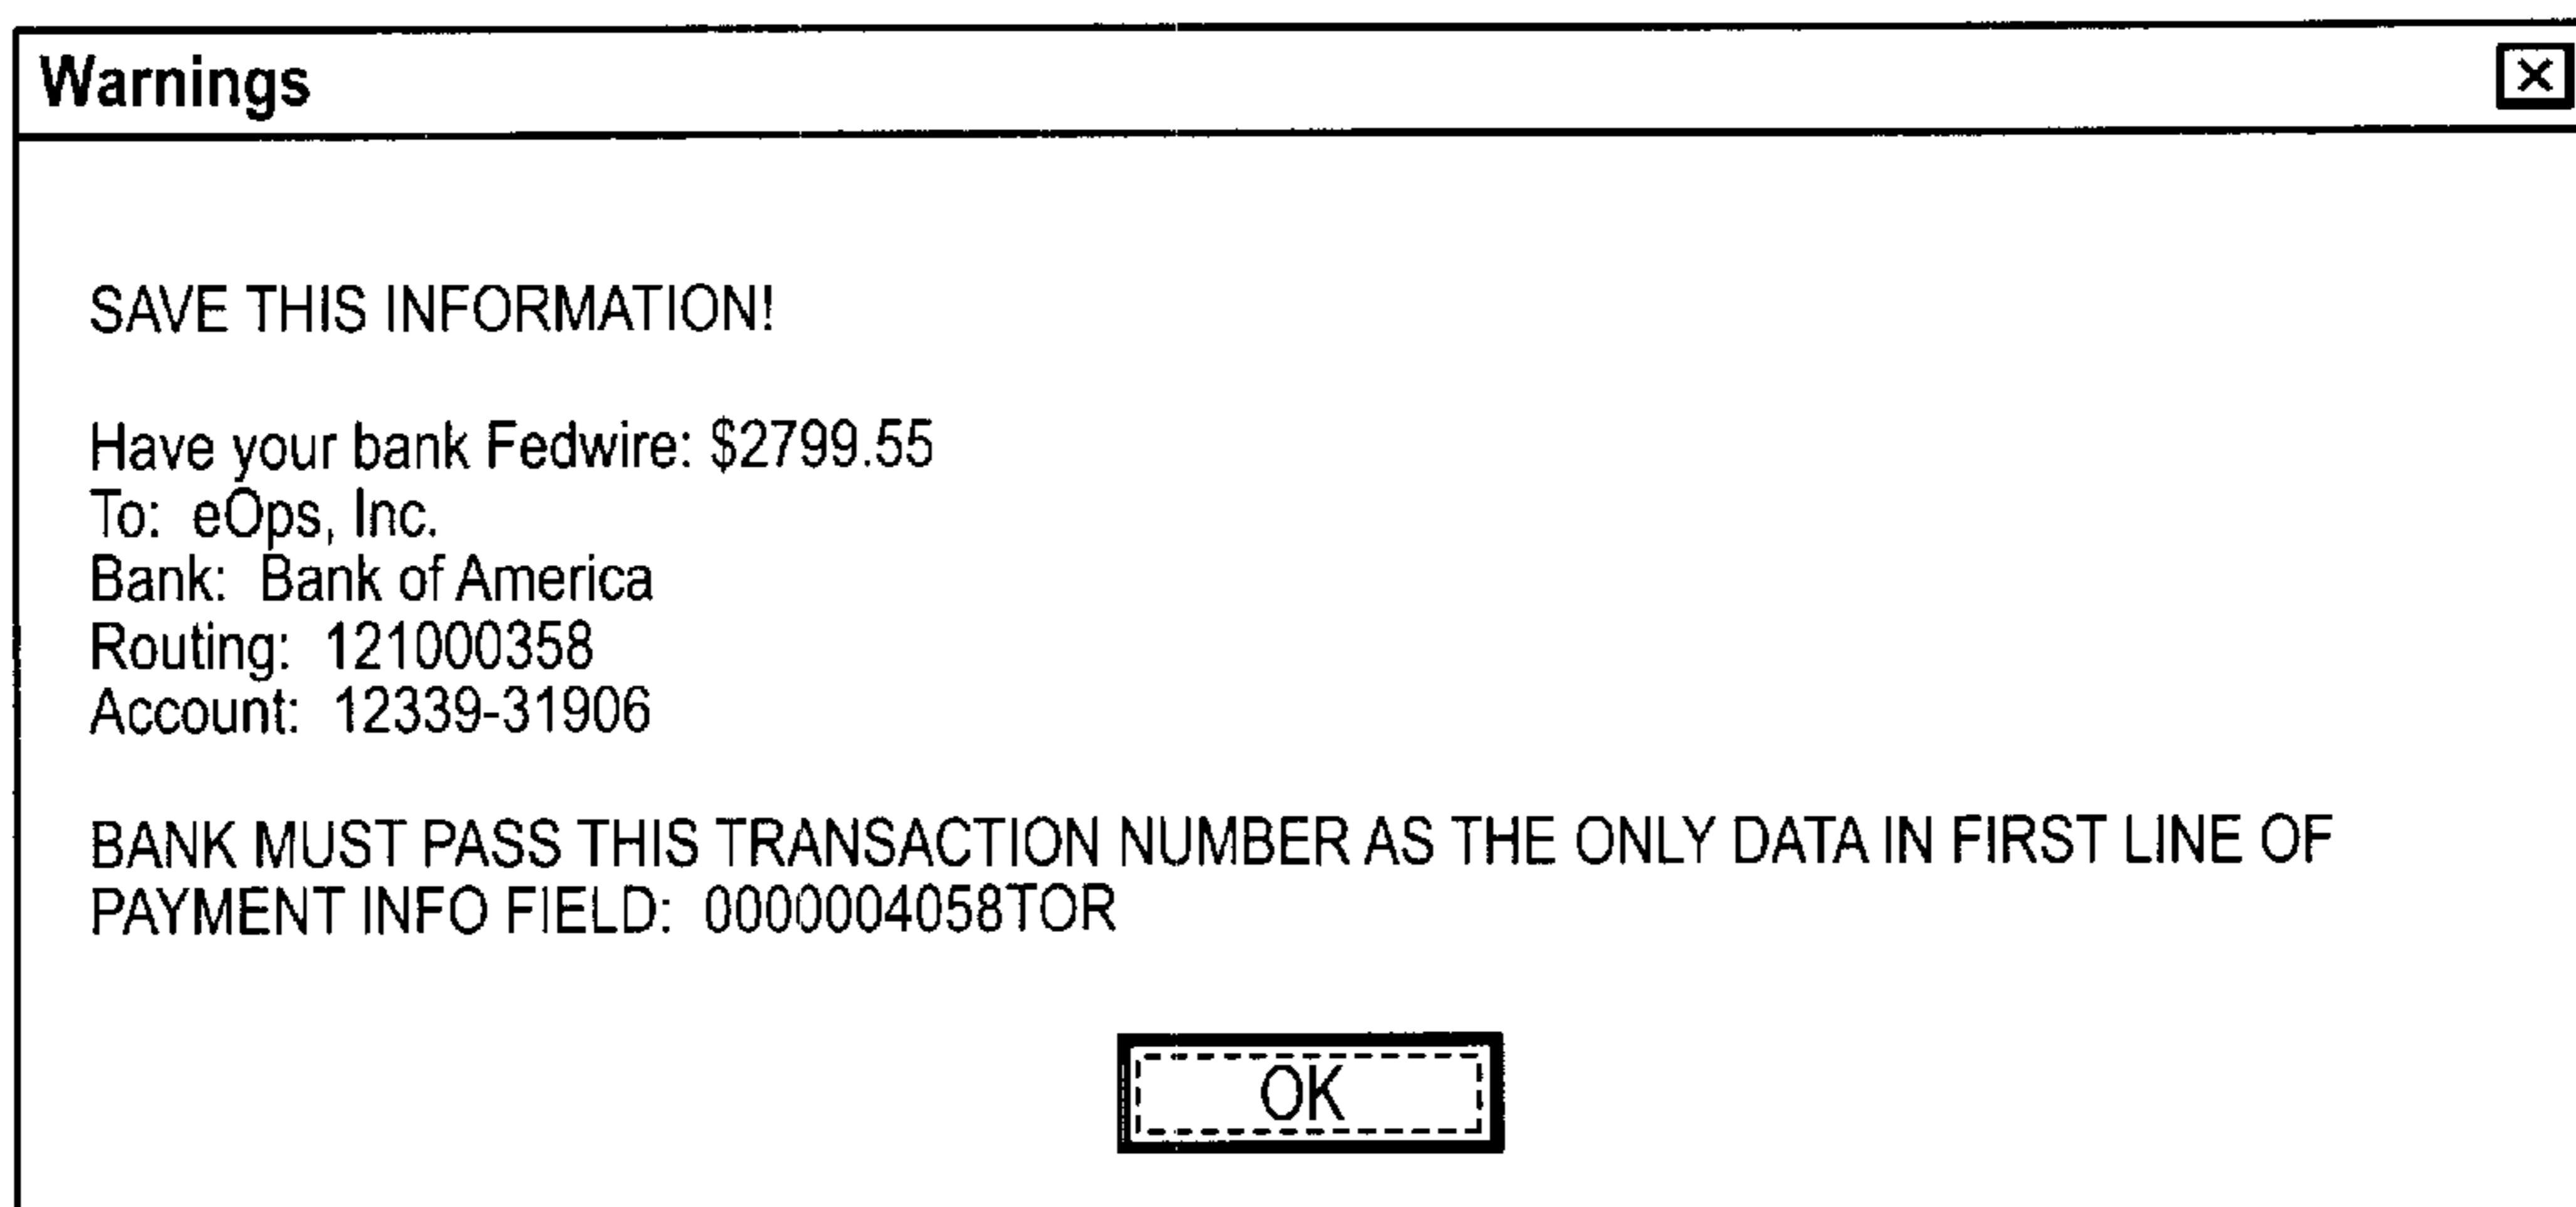 Warnings
SAVE THIS INFORMATION!
Have your bank Fedwire: $2799.55
To: eOps, Inc.
Bank: Bank of America
Routing: 121000358
Account: 12339-31906
BANK MUST PASS THIS TRANSACTION NUMBER AS THE ONLY DATA IN FIRST LINE OF
PAYMENT INFO FIELD: 0000004058TOR
OK